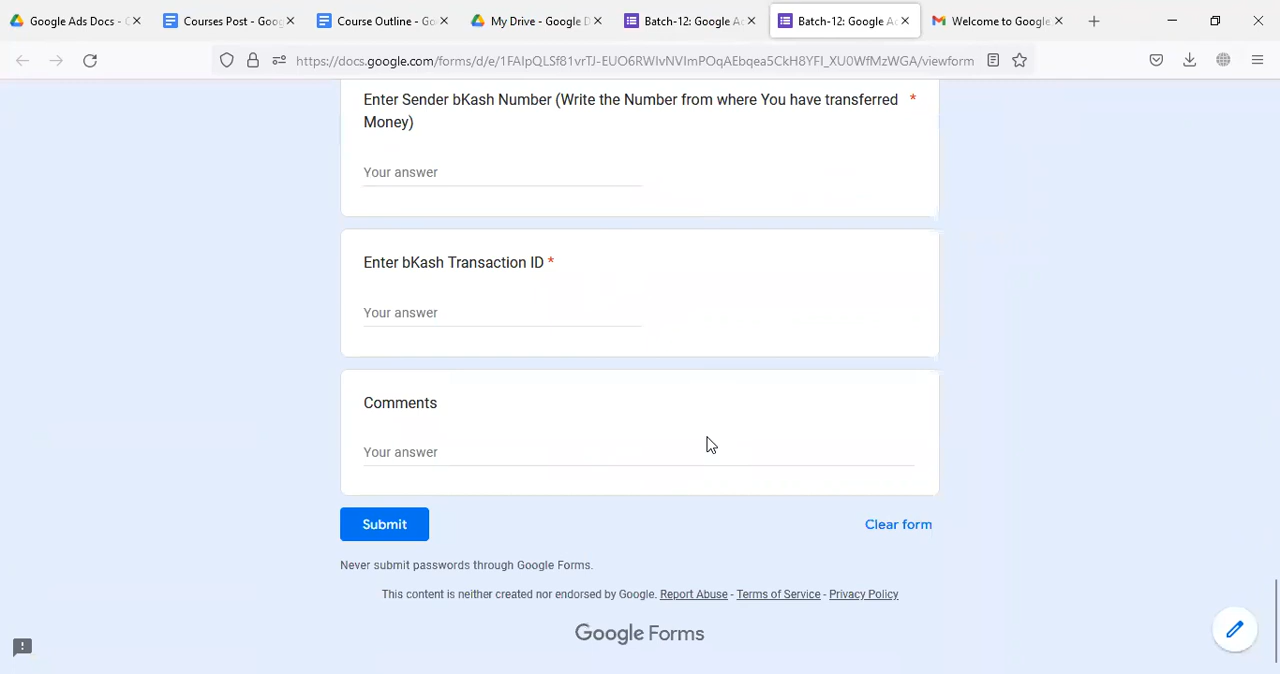 Google Ads Docs - G
Courses Post - Goog
Course Outline - Go
My Drive - Google D
Batch-12: Google Ad
Batch-12: Google Ad
Welcome to Google
https://docs.google.com/forms/d/e/1FAIpQLSf81vrTJ-EUO6RWIvNVImPOqAEbqea5CkH8YFI_XU0WfMzWGA/viewform
Enter Sender bKash Number (Write the Number from where You have transferred *
Money)
Your answer
Enter bKash Transaction ID *
Your answer
Comments
Your answer
Submit
Clear form
Never submit passwords through Google Forms.
This content is neither created nor endorsed by Google. Report Abuse - Terms of Service - Privacy Policy
Google Forms